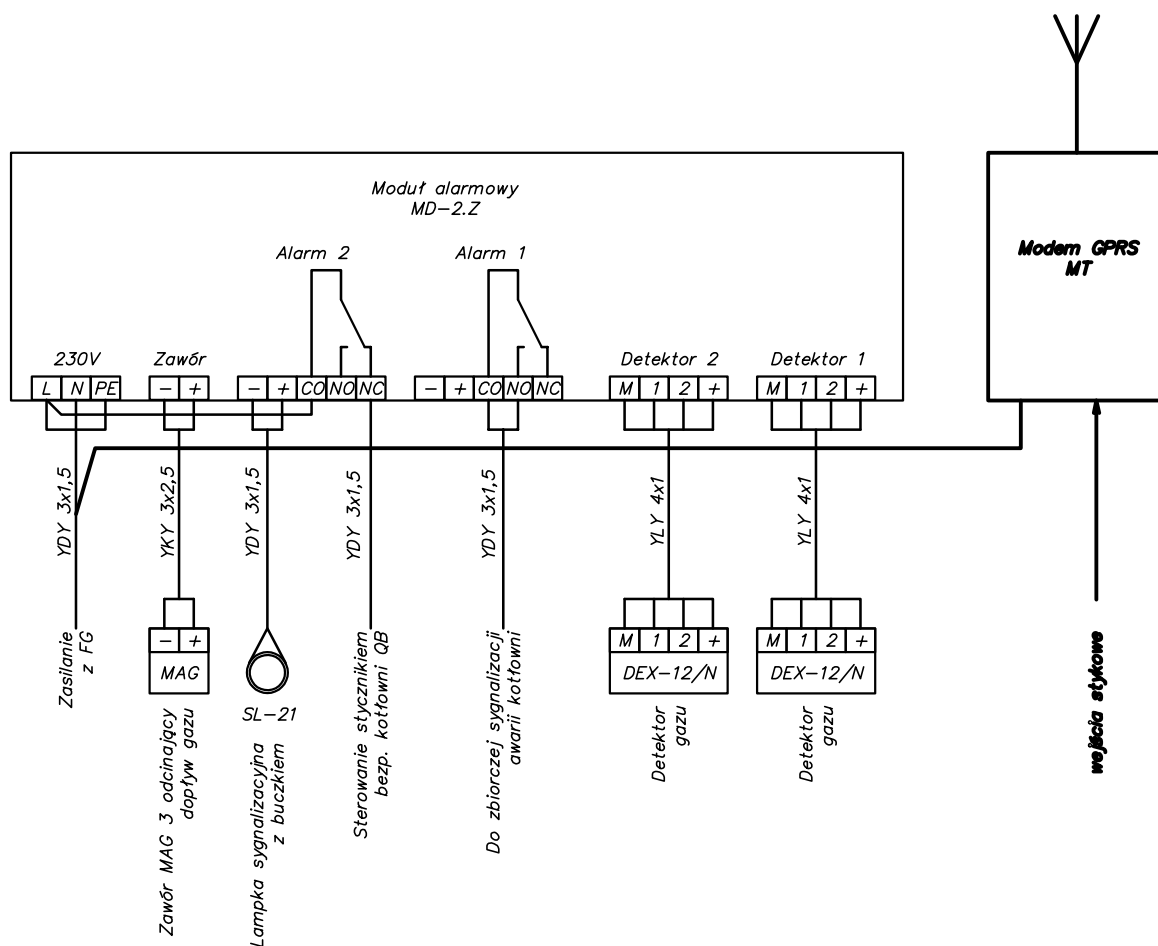 Moduł alarmowy
MD-2.Z
Alarm 2
Alarm 1
Modem GPRS
MT
230V
Zawór
Detektor 2
Detektor 1
L N PE
- +
- + CO NO NC
- + CO NO NC
M 1 2 +
M 1 2 +
YDY 3x1,5
YKY 3x2,5
YDY 3x1,5
YDY 3x1,5
YDY 3x1,5
YLY 4x1
YLY 4x1
Zasilanie
z FG
- +
MAG
Zawór MAG 3 odcinający
dopływ gazu
SL-21
Lampka sygnalizacyjna
z buczkiem
Sterowanie stycznikiem
bezp. kotłowni QB
Do zbiorczej sygnalizacji
awarii kotłowni
M 1 2 +
DEX-12/N
Detektor
gazu
M 1 2 +
DEX-12/N
Detektor
gazu
wejścia stykowe